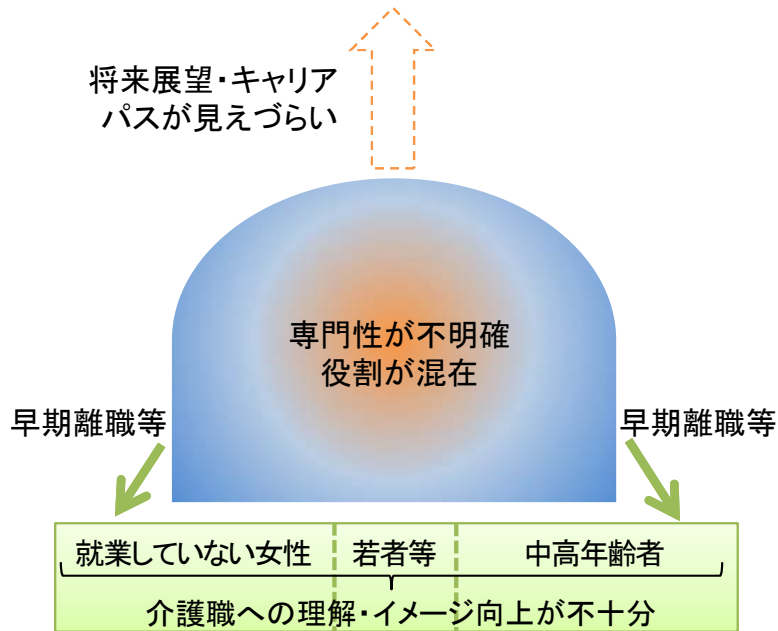 将来展望・キャリア
パスが見えづらい
専門性が不明確
役割が混在
早期離職等
早期離職等
就業していない女性
若者等
中高年齢者
介護職への理解・イメージ向上が不十分